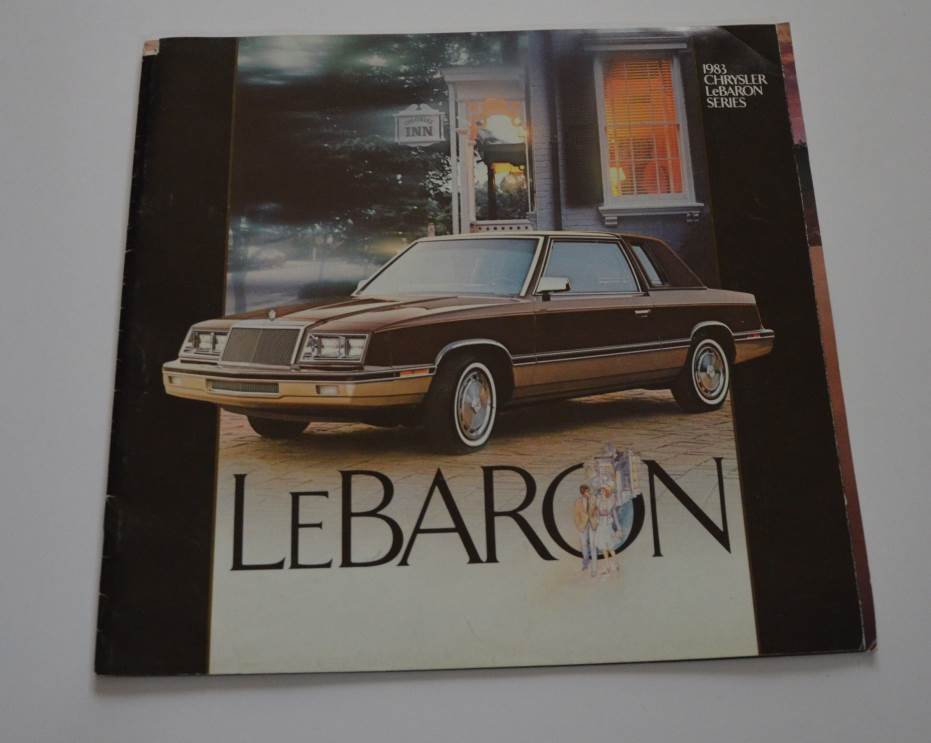 1983
CHRYSLER
LeBARON
SERIES
INN
LEBARON